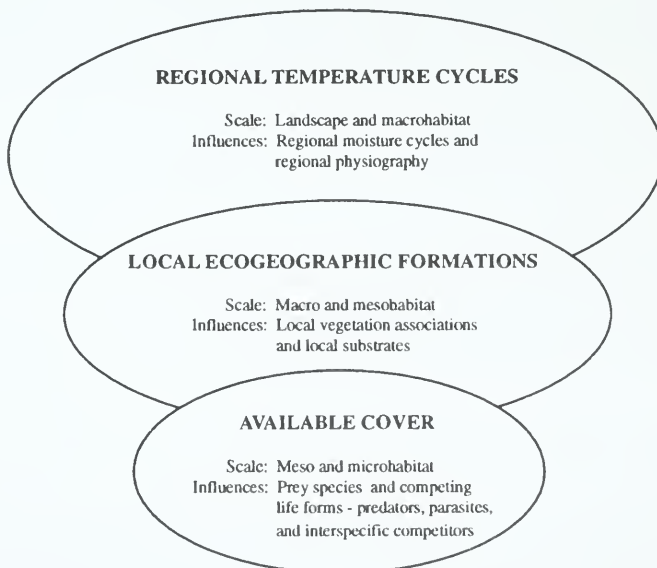 REGIONAL TEMPERATURE CYCLES
Scale: Landscape and macrohabitat
Influences: Regional moisture cycles and
regional physiography
LOCAL ECOGEOGRAPHIC FORMATIONS
Scale: Macro and mesohabitat
Influences: Local vegetation associations
and local substrates
AVAILABLE COVER
Scale: Meso and microhabitat
Influences: Prey species and competing
life forms - predators, parasites,
and interspecific competitors